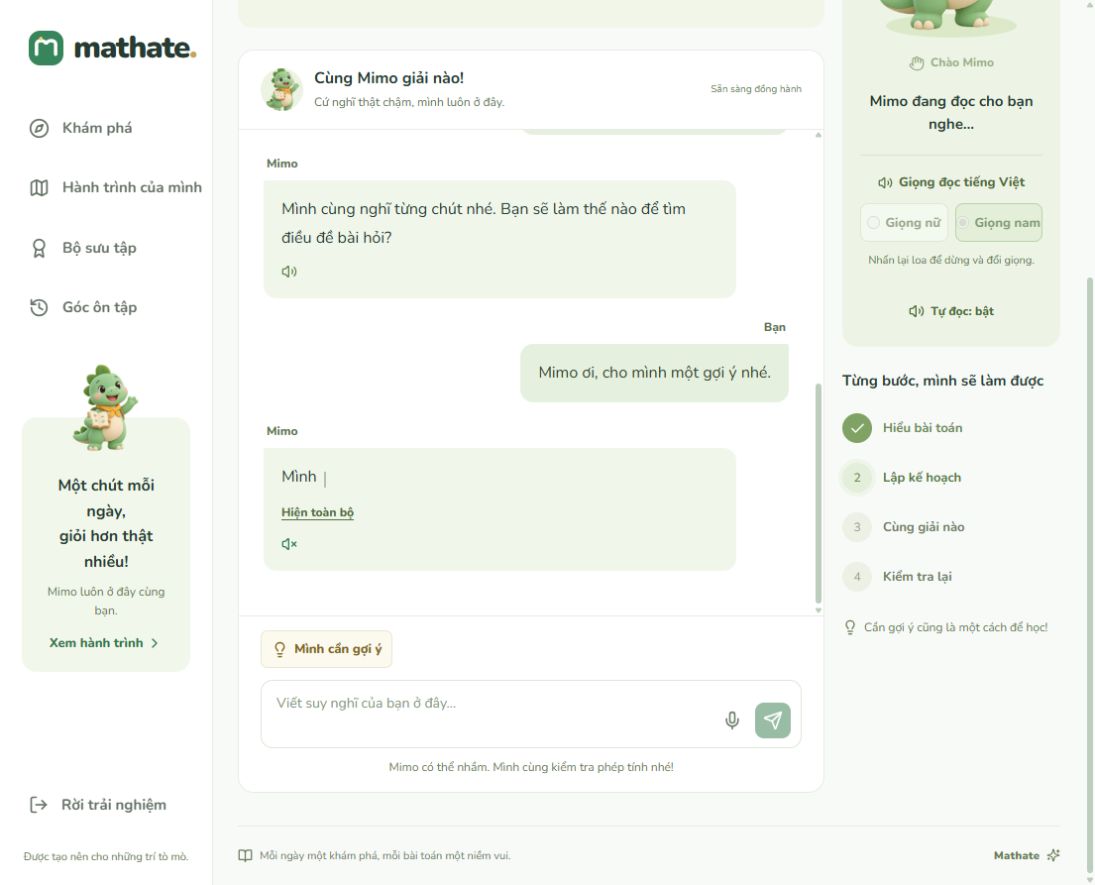 mathate.
Khám phá
Hành trình của mình
Bộ sưu tập
Góc ôn tập
Một chút mỗi
ngày,
giỏi hơn thật
nhiều!
Mimo luôn ở đây cùng
bạn.
Xem hành trình
Rời trải nghiệm
Được tạo nên cho những trí tò mò.
Cùng Mimo giải nào!
Cứ nghĩ thật chậm, mình luôn ở đây.
Sẵn sàng đồng hành
Mimo
Mình cùng nghĩ từng chút nhé. Bạn sẽ làm thế nào để tìm
điều đề bài hỏi?
Bạn
Mimo ơi, cho mình một gợi ý nhé.
Mimo
Mình
Hiện toàn bộ
Mình cần gợi ý
Viết suy nghĩ của bạn ở đây...
Mimo có thể nhầm. Mình cùng kiểm tra phép tính nhé!
Chào Mimo
Mimo đang đọc cho bạn
nghe...
Giọng đọc tiếng Việt
Giọng nữ
Giọng nam
Nhấn lại loa để dừng và đổi giọng.
Tự đọc: bật
Từng bước, mình sẽ làm được
Hiểu bài toán
2 Lập kế hoạch
3 Cùng giải nào
4 Kiểm tra lại
Cần gợi ý cũng là một cách để học!
Mỗi ngày một khám phá, mỗi bài toán một niềm vui.
Mathate